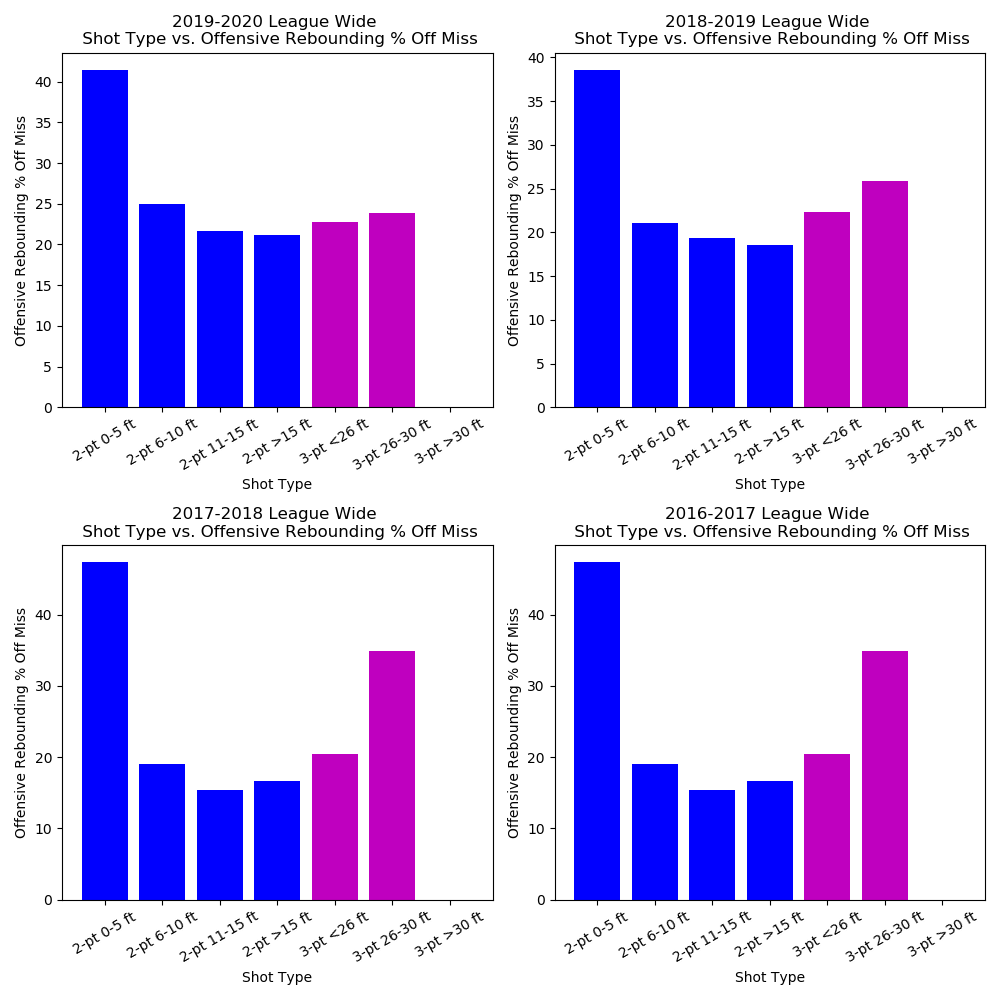 2019-2020 League Wide
Shot Type vs. Offensive Rebounding % Off Miss
Offensive Rebounding % Off Miss
40
35
30
25
20
15
10
5
0
2-pt 0-5 ft
2-pt 6-10 ft
2-pt 11-15 ft
2-pt >15 ft
3-pt <26 ft
3-pt 26-30 ft
3-pt >30 ft
Shot Type
2018-2019 League Wide
Shot Type vs. Offensive Rebounding % Off Miss
Offensive Rebounding % Off Miss
40
35
30
25
20
15
10
5
0
2-pt 0-5 ft
2-pt 6-10 ft
2-pt 11-15 ft
2-pt >15 ft
3-pt <26 ft
3-pt 26-30 ft
3-pt >30 ft
Shot Type
2017-2018 League Wide
Shot Type vs. Offensive Rebounding % Off Miss
Offensive Rebounding % Off Miss
40
30
20
10
0
2-pt 0-5 ft
2-pt 6-10 ft
2-pt 11-15 ft
2-pt >15 ft
3-pt <26 ft
3-pt 26-30 ft
3-pt >30 ft
Shot Type
2016-2017 League Wide
Shot Type vs. Offensive Rebounding % Off Miss
Offensive Rebounding % Off Miss
40
30
20
10
0
2-pt 0-5 ft
2-pt 6-10 ft
2-pt 11-15 ft
2-pt >15 ft
3-pt <26 ft
3-pt 26-30 ft
3-pt >30 ft
Shot Type